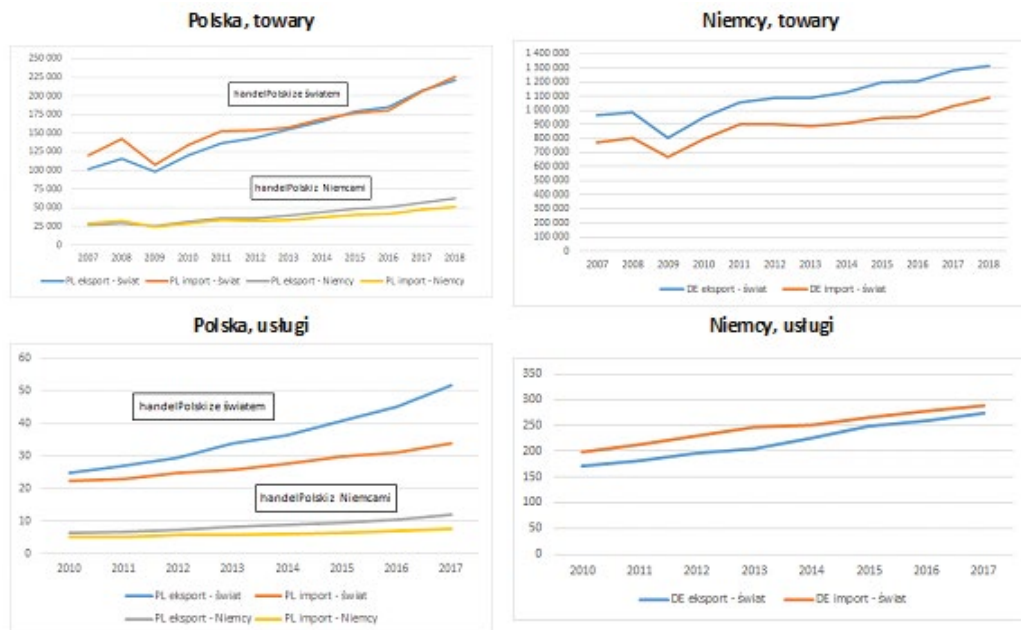 Polska, towary
250 000
225 000
200 000
175 000
150 000
125 000
100 000
75 000
50 000
25 000
0
handel Polski ze światem
handel Polski z Niemcami
2007 2008 2009 2010 2011 2012 2013 2014 2015 2016 2017 2018
PL eksport - świat PL import - świat PL eksport - Niemcy PL import - Niemcy
Niemcy, towary
1 400 000
1 300 000
1 200 000
1 100 000
1 000 000
900 000
800 000
700 000
600 000
500 000
400 000
300 000
200 000
100 000
0
2007 2008 2009 2010 2011 2012 2013 2014 2015 2016 2017 2018
DE eksport - świat DE import - świat
Polska, usługi
60
50
40
30
20
10
0
handel Polski ze światem
handel Polski z Niemcami
2010 2011 2012 2013 2014 2015 2016 2017
PL eksport - świat PL import - świat
PL eksport - Niemcy PL import - Niemcy
Niemcy, usługi
350
300
250
200
150
100
50
0
2010 2011 2012 2013 2014 2015 2016 2017
DE eksport - świat DE import - świat